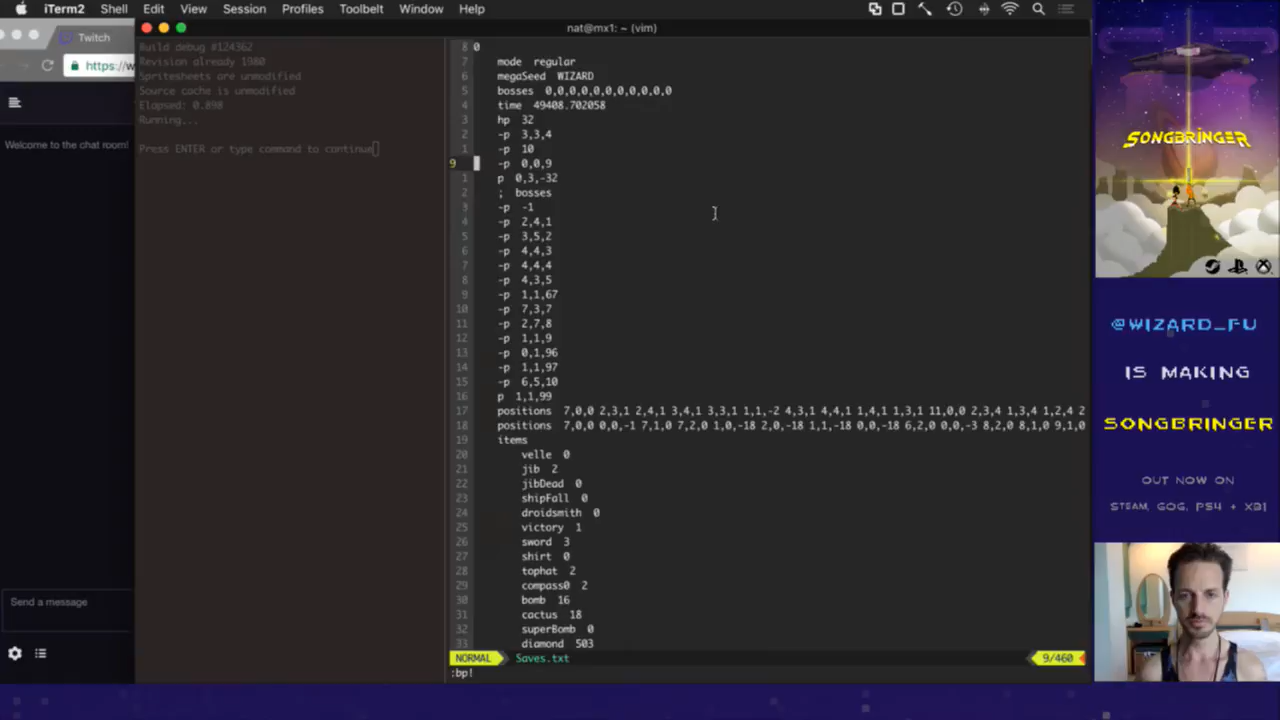 iTerm2 Shell Edit View Session Profiles Toolbelt Window Help
nat@mx1: ~ (vim)
Twitch
https://w
Welcome to the chat room!
Send a message
Build debug #124362
Revision already 1980
Spritesheets are unmodified
Source cache is unmodified
Elapsed: 0.898
Running...
Press ENTER or type command to continue
8 0
7 mode regular
6 megaSeed WIZARD
5 bosses 0,0,0,0,0,0,0,0,0,0,0
4 time 49408.702058
3 hp 32
2 -p 3,3,4
1 -p 10
9 -p 0,0,9
1 p 0,3,-32
2 ; bosses
3 -p -1
4 -p 2,4,1
5 -p 3,5,2
6 -p 4,4,3
7 -p 4,4,4
8 -p 4,3,5
9 -p 1,1,67
10 -p 7,3,7
11 -p 2,7,8
12 -p 1,1,9
13 -p 0,1,96
14 -p 1,1,97
15 -p 6,5,10
16 p 1,1,99
17 positions 7,0,0 2,3,1 2,4,1 3,4,1 3,3,1 1,1,-2 4,3,1 4,4,1 1,4,1 1,3,1 11,0,0 2,3,4 1,3,4 1,2,4 2
18 positions 7,0,0 0,0,-1 7,1,0 7,2,0 1,0,-18 2,0,-18 1,1,-18 0,0,-18 6,2,0 0,0,-3 8,2,0 8,1,0 9,1,0
19 items
20 velle 0
21 jib 2
22 jibDead 0
23 shipFall 0
24 droidsmith 0
25 victory 1
26 sword 3
27 shirt 0
28 tophat 2
29 compass0 2
30 bomb 16
31 cactus 18
32 superBomb 0
33 diamond 503
NORMAL Saves.txt 9/460
:bp!
SONGBRINGER
@WIZARD_FU
IS MAKING
SONGBRINGER
OUT NOW ON
STEAM, GOG, PS4 + XB1